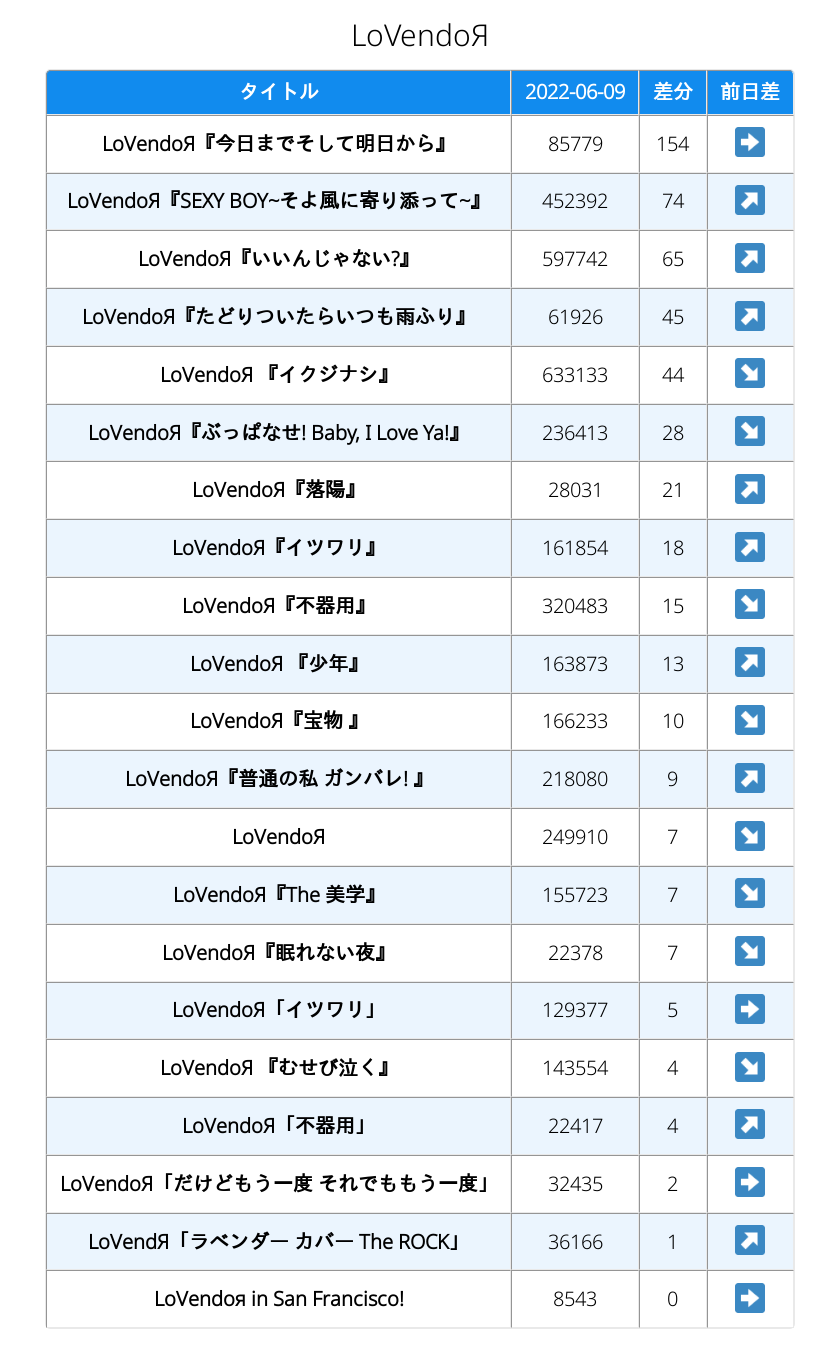 LoVendoЯ
タイトル 2022-06-09 差分 前日差
LoVendoЯ『今日までそして明日から』 85779 154 ➡
LoVendoЯ『SEXY BOY~そよ風に寄り添って~』 452392 74 ↗
LoVendoЯ『いいんじゃない?』 597742 65 ↗
LoVendoЯ『たどりついたらいつも雨ふり』 61926 45 ↗
LoVendoЯ 『イクジナシ』 633133 44 ↘
LoVendoЯ『ぶっぱなせ! Baby, I Love Ya!』 236413 28 ↘
LoVendoЯ『落陽』 28031 21 ↗
LoVendoЯ『イツワリ』 161854 18 ↗
LoVendoЯ『不器用』 320483 15 ↘
LoVendoЯ 『少年』 163873 13 ↗
LoVendoЯ『宝物 』 166233 10 ↘
LoVendoЯ『普通の私 ガンバレ! 』 218080 9 ↗
LoVendoЯ 249910 7 ↘
LoVendoЯ『The 美学』 155723 7 ↘
LoVendoЯ『眠れない夜』 22378 7 ↘
LoVendoЯ「イツワリ」 129377 5 ➡
LoVendoЯ 『むせび泣く』 143554 4 ↘
LoVendoЯ「不器用」 22417 4 ↗
LoVendoЯ「だけどもう一度 それでももう一度」 32435 2 ➡
LoVendЯ「ラベンダー カバー The ROCK」 36166 1 ↗
LoVendoя in San Francisco! 8543 0 ➡